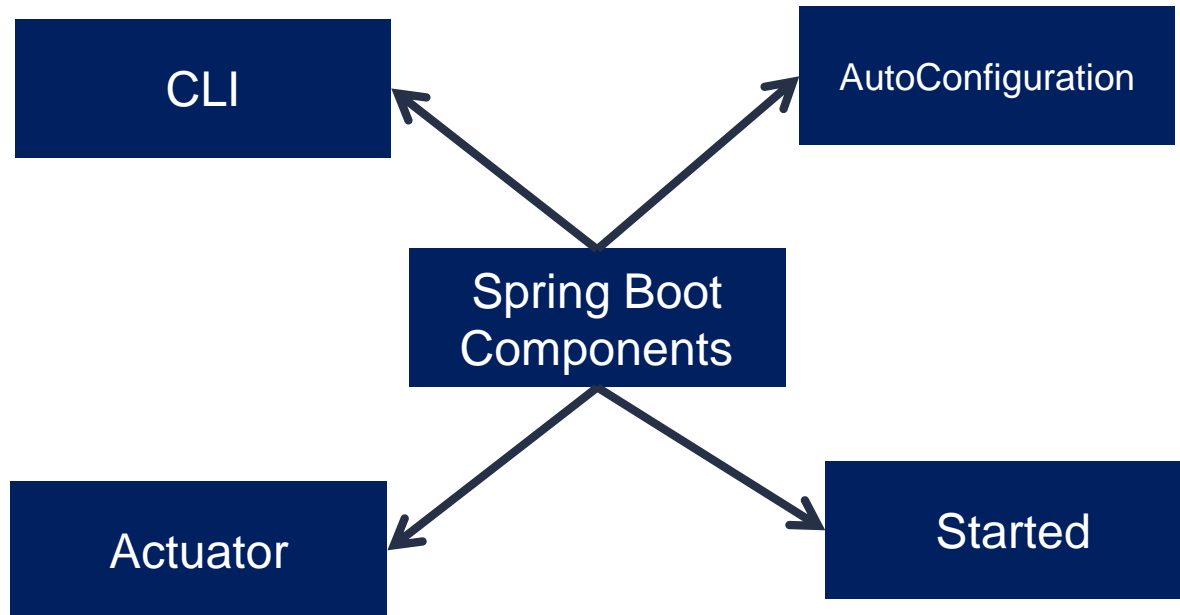 CLI
AutoConfiguration
Spring Boot
Components
Actuator
Started